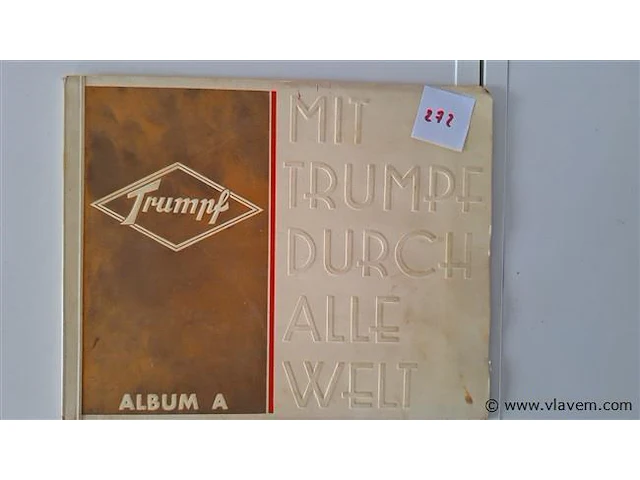 MIT
TRUMPF
DURCH
ALLE
WELT
272
Trumpf
ALBUM A
© www.vlavem.com